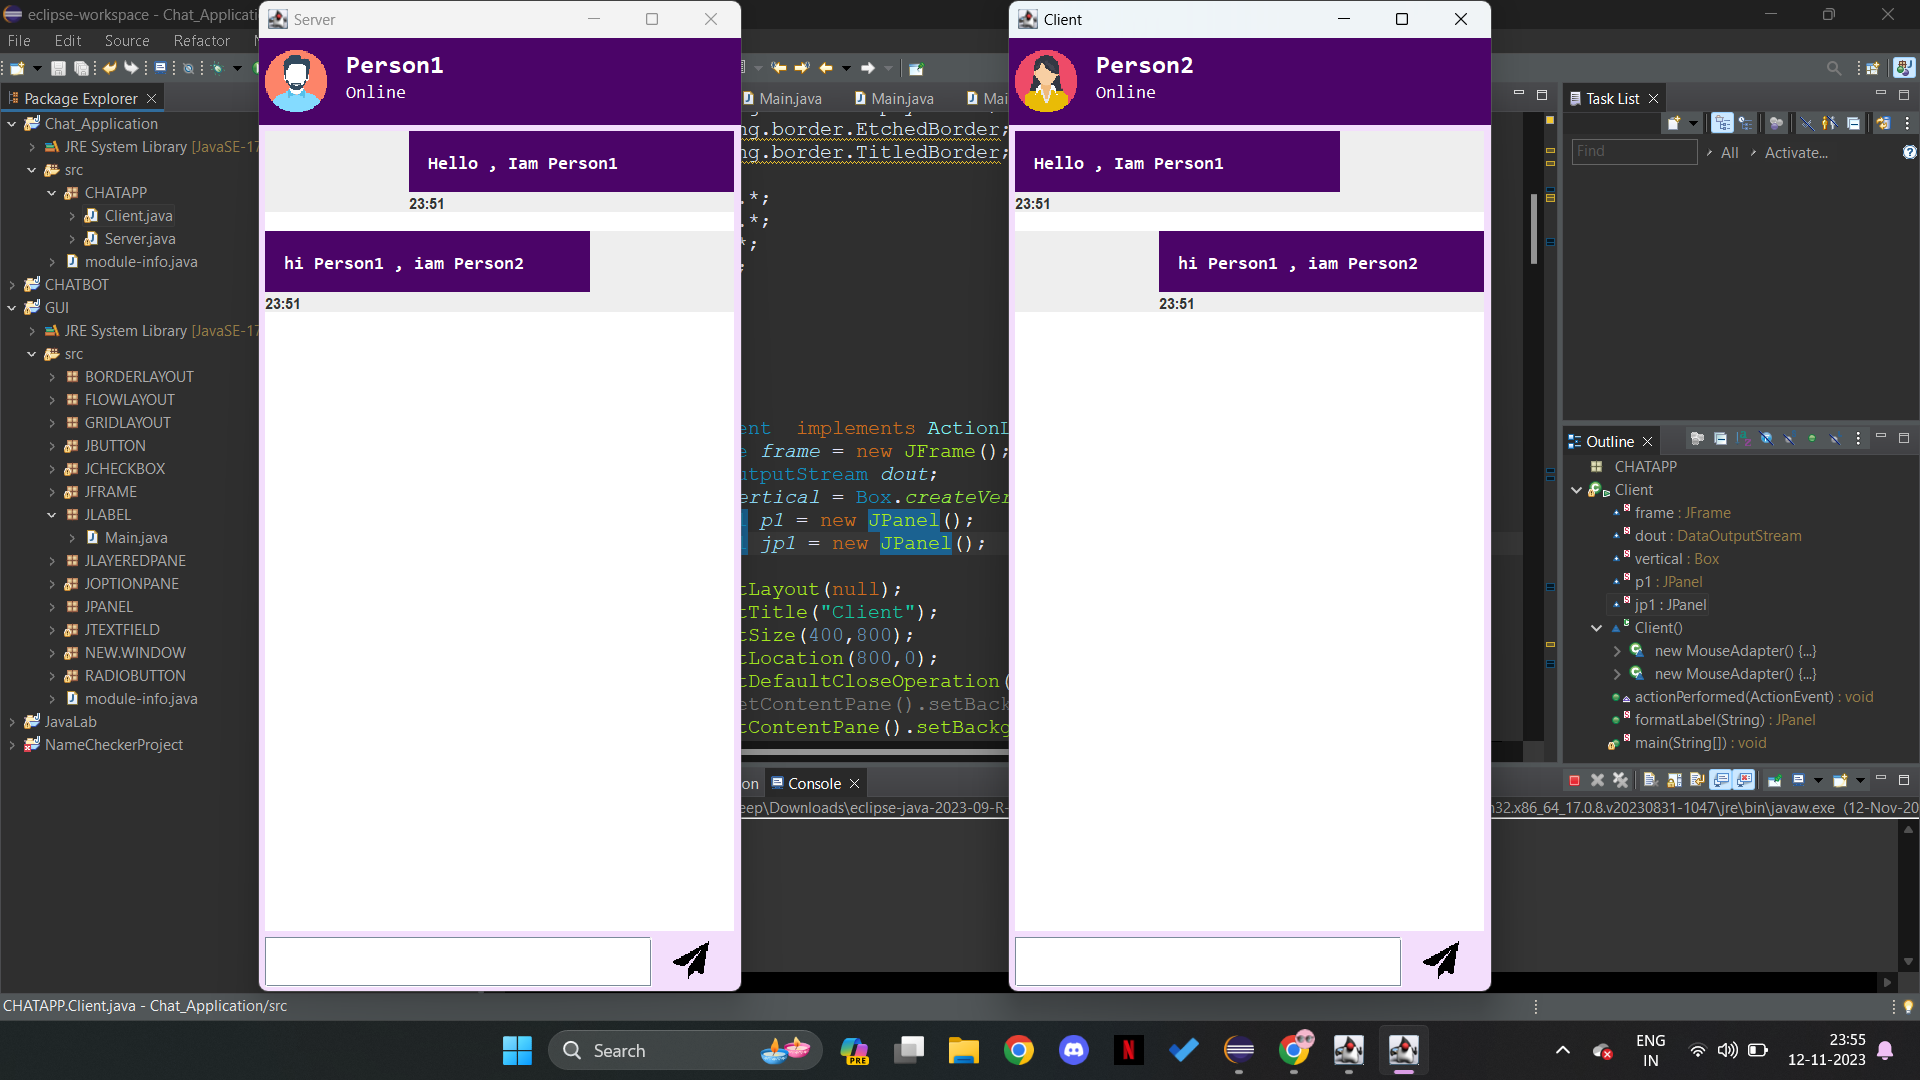 eclipse-workspace - Chat_Applicati
File Edit Source Refactor
Package Explorer
Chat_Application
JRE System Library [JavaSE-17
src
CHATAPP
Client.java
Server.java
module-info.java
CHATBOT
GUI
JRE System Library [JavaSE-17
src
BORDERLAYOUT
FLOWLAYOUT
GRIDLAYOUT
JBUTTON
JCHECKBOX
JFRAME
JLABEL
Main.java
JLAYEREDPANE
JOPTIONPANE
JPANEL
JTEXTFIELD
NEW.WINDOW
RADIOBUTTON
module-info.java
JavaLab
NameCheckerProject
Server
Person1
Online
Hello , Iam Person1
23:51
hi Person1 , iam Person2
23:51
Main.java Main.java Mai
ng.border.EtchedBorder;
ng.border.TitledBorder;
.*;
.*;
*;
;
ent implements ActionL
e frame = new JFrame();
utputStream dout;
ertical = Box.createVer
l p1 = new JPanel();
l jp1 = new JPanel();
tLayout(null);
tTitle("Client");
tSize(400,800);
tLocation(800,0);
tDefaultCloseOperation(
etContentPane().setBack
tContentPane().setBackg
on Console
eep\Downloads\eclipse-java-2023-09-R-
Client
Person2
Online
Hello , Iam Person1
23:51
hi Person1 , iam Person2
23:51
Task List
Find All Activate...
Outline
CHATAPP
Client
frame : JFrame
dout : DataOutputStream
vertical : Box
p1 : JPanel
jp1 : JPanel
Client()
new MouseAdapter() {...}
new MouseAdapter() {...}
actionPerformed(ActionEvent) : void
formatLabel(String) : JPanel
main(String[]) : void
n32.x86_64_17.0.8.v20230831-1047\jre\bin\javaw.exe (12-Nov-20
CHATAPP.Client.java - Chat_Application/src
Search
PRE
ENG
IN
23:55
12-11-2023